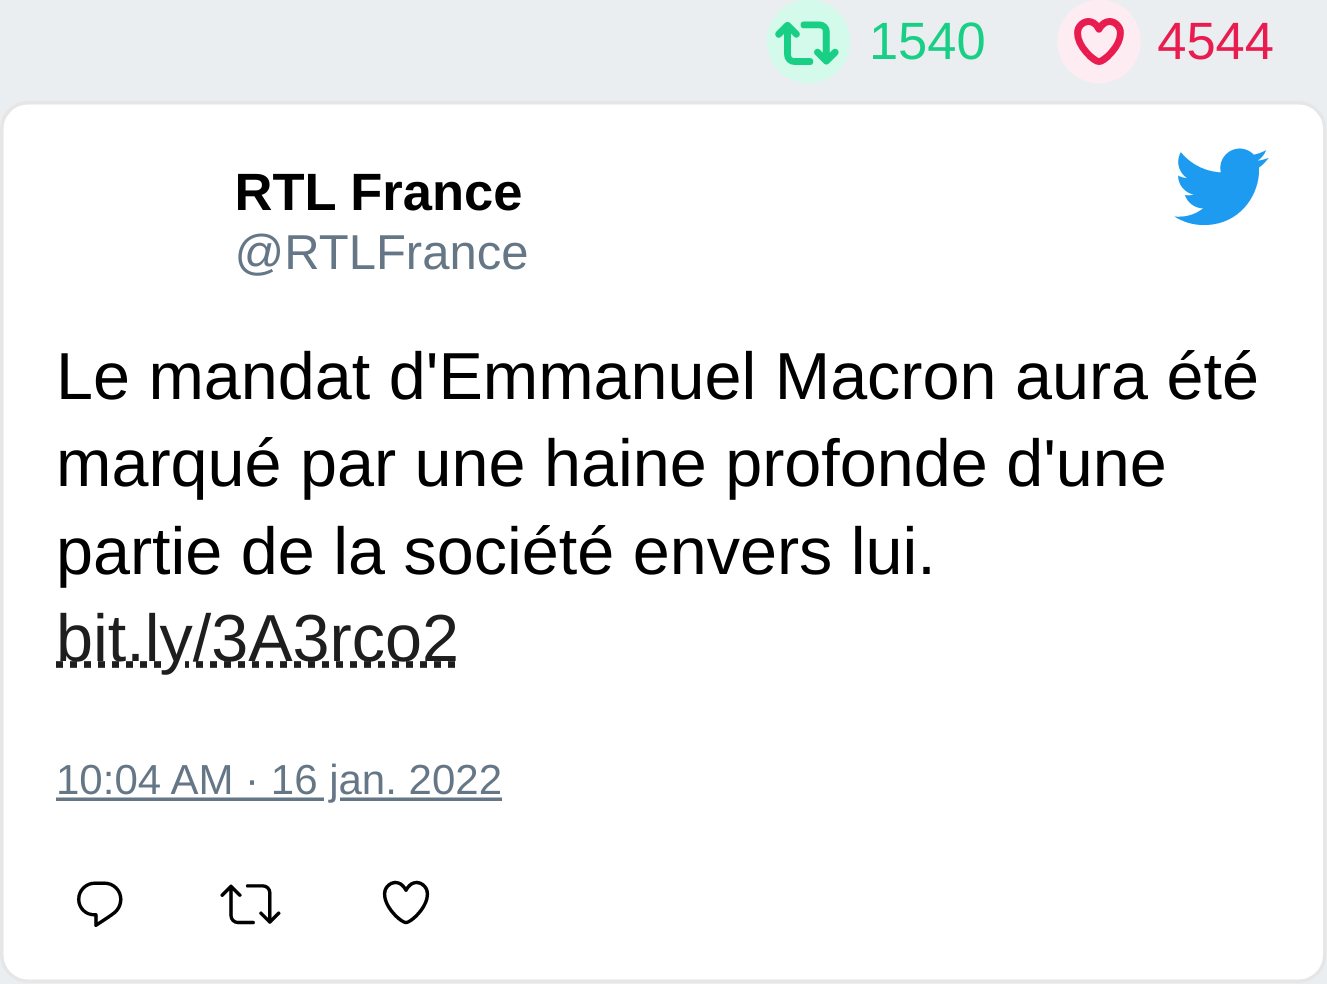 1540 4544
RTL France
@RTLFrance
Le mandat d'Emmanuel Macron aura été
marqué par une haine profonde d'une
partie de la société envers lui.
bit.ly/3A3rco2
10:04 AM · 16 jan. 2022